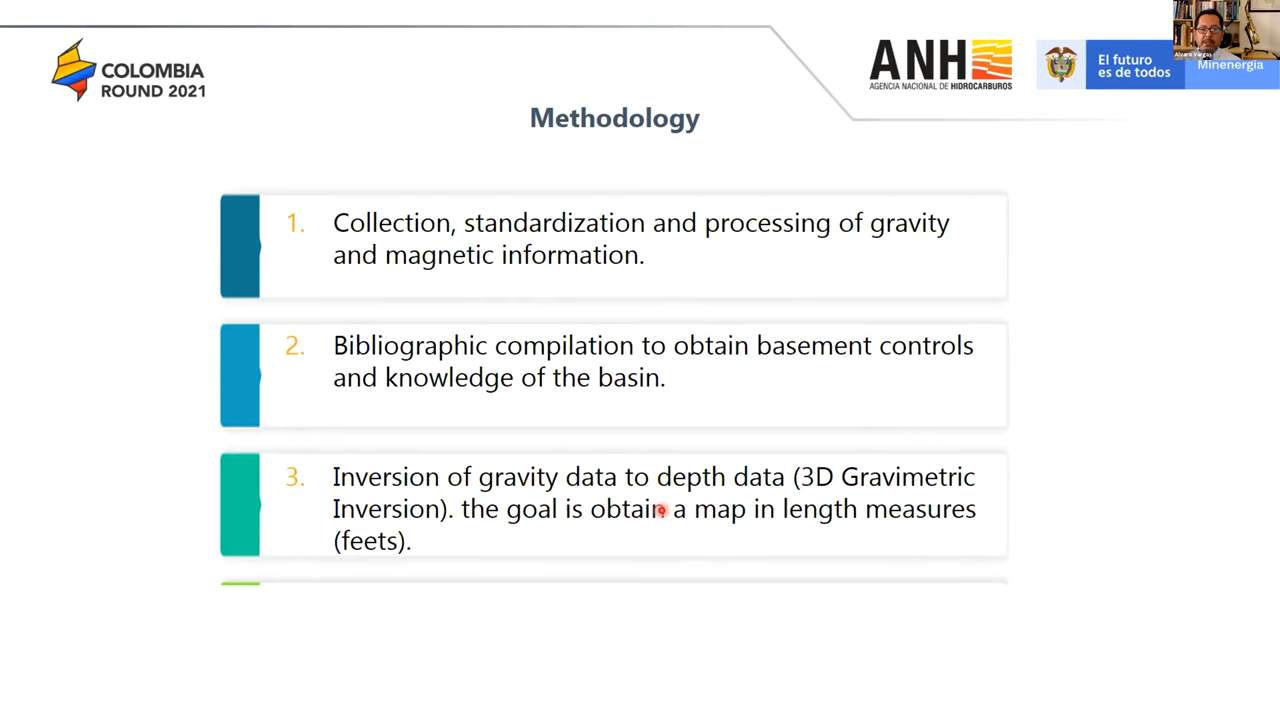 COLOMBIA
ROUND 2021
ANH
AGENCIA NACIONAL DE HIDROCARBUROS
El futuro
es de todos
Minenergía
Alvaro Vargas
Methodology
1. Collection, standardization and processing of gravity
and magnetic information.
2. Bibliographic compilation to obtain basement controls
and knowledge of the basin.
3. Inversion of gravity data to depth data (3D Gravimetric
Inversion). the goal is obtain a map in length measures
(feets).